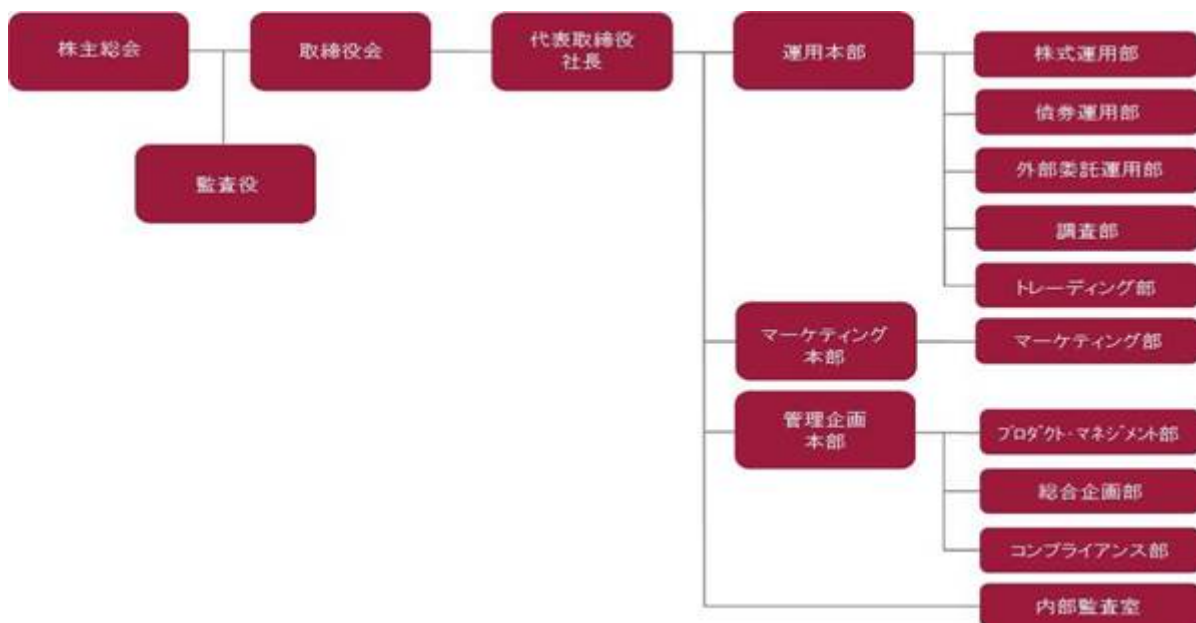 株主総会
取締役会
代表取締役
社長
運用本部
株式運用部
債券運用部
監査役
外部委託運用部
調査部
トレーディング部
マーケティング
本部
マーケティング部
管理企画
本部
プロダクト・マネジメント部
総合企画部
コンプライアンス部
内部監査室